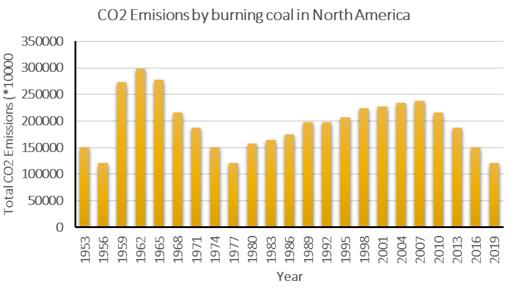 CO2 Emisions by burning coal in North America
Total CO2 Emissions (*10000
350000
300000
250000
200000
150000
100000
50000
0
1953 1956 1959 1962 1965 1968 1971 1974 1977 1980 1983 1986 1989 1992 1995 1998 2001 2004 2007 2010 2013 2016 2019
Year